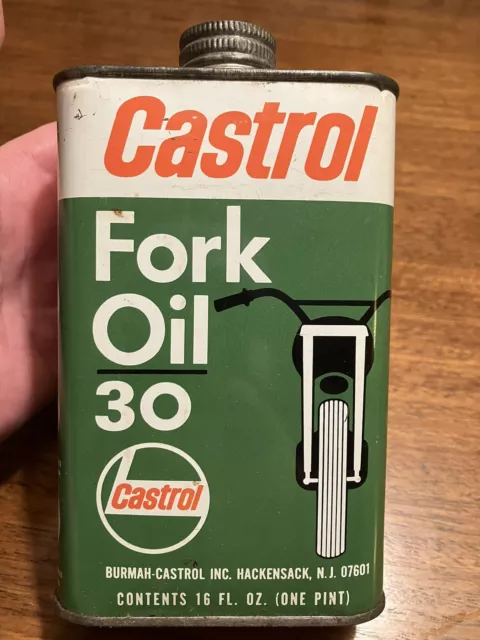 Castrol
Fork
Oil
30
Castrol
BURMAH-CASTROL INC. HACKENSACK, N.J. 07601
CONTENTS 16 FL. OZ. (ONE PINT)